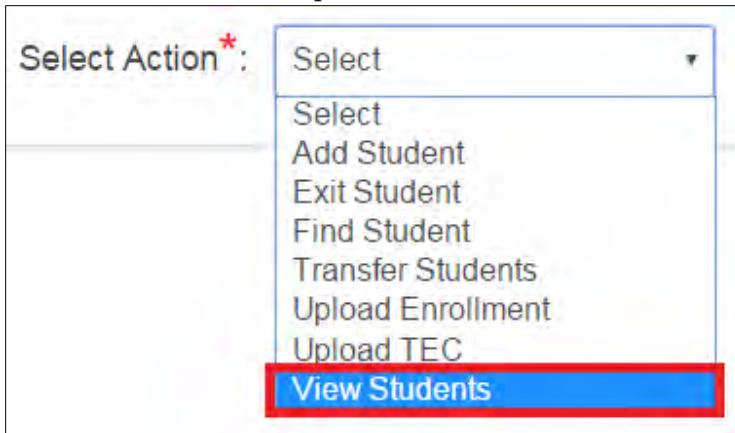 Select Action*: Select
Select
Add Student
Exit Student
Find Student
Transfer Students
Upload Enrollment
Upload TEC
View Students